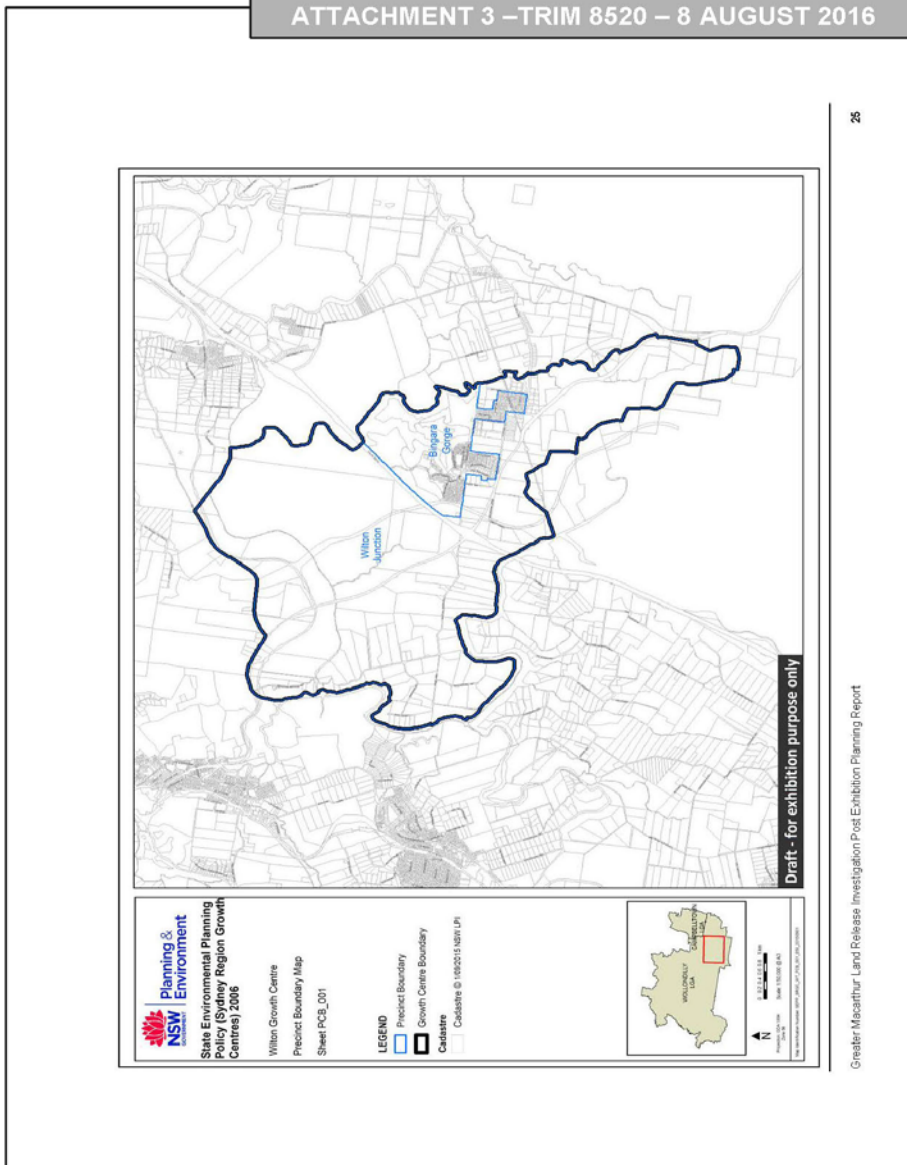 ATTACHMENT 3 –TRIM 8520 – 8 AUGUST 2016
NSW
GOVERNMENT
Planning &
Environment
State Environmental Planning
Policy (Sydney Region Growth
Centres) 2006
Wilton Growth Centre
Precinct Boundary Map
Sheet PCB_001
LEGEND
Precinct Boundary
Growth Centre Boundary
Cadastre
Cadastre © 1/09/2015 NSW LPI
WOLLONDILLY
LGA
CAMPBELLTOWN
LGA
N
Wilton
Junction
Bingara
Gorge
Draft - for exhibition purpose only
Greater Macarthur Land Release Investigation Post Exhibition Planning Report
25